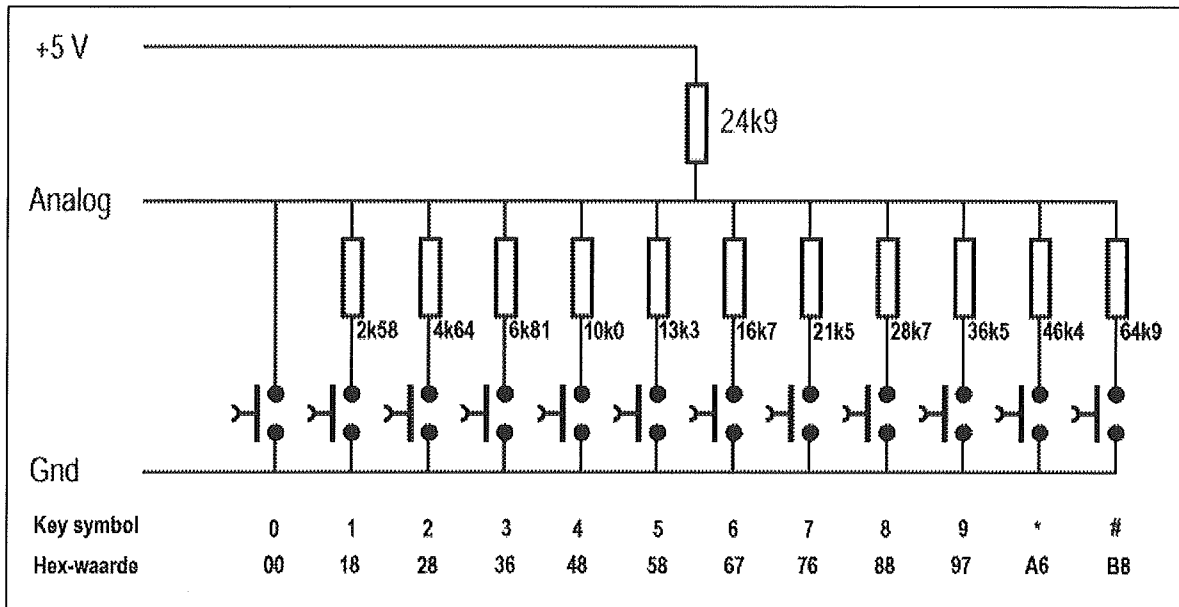 +5 V
24k9
Analog
2k58 4k64 6k81 10k0 13k3 16k7 21k5 28k7 36k5 46k4 64k9
Gnd
Key symbol 0 1 2 3 4 5 6 7 8 9 * #
Hex-waarde 00 18 28 36 48 58 67 76 88 97 A6 B8